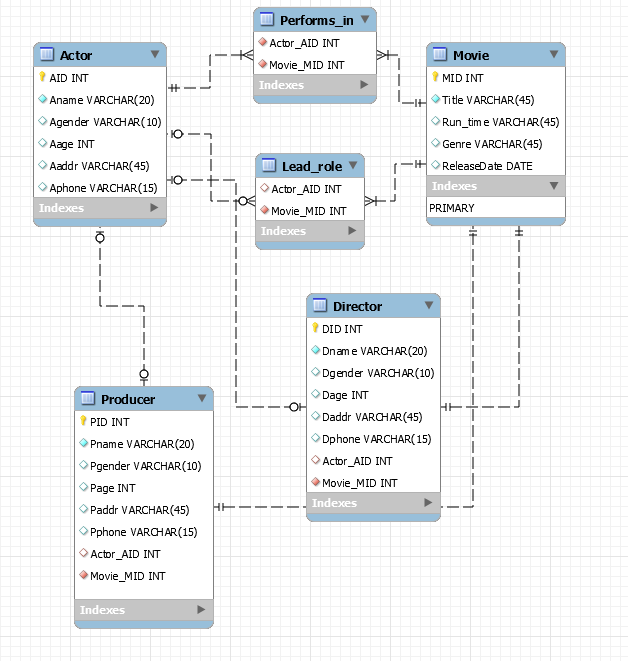 Performs_in
Actor_AID INT
Movie_MID INT
Indexes
Actor
AID INT
Aname VARCHAR(20)
Agender VARCHAR(10)
Aage INT
Aaddr VARCHAR(45)
Aphone VARCHAR(15)
Indexes
Movie
MID INT
Title VARCHAR(45)
Run_time VARCHAR(45)
Genre VARCHAR(45)
ReleaseDate DATE
Indexes
PRIMARY
Lead_role
Actor_AID INT
Movie_MID INT
Indexes
Director
DID INT
Dname VARCHAR(20)
Dgender VARCHAR(10)
Dage INT
Daddr VARCHAR(45)
Dphone VARCHAR(15)
Actor_AID INT
Movie_MID INT
Indexes
Producer
PID INT
Pname VARCHAR(20)
Pgender VARCHAR(10)
Page INT
Paddr VARCHAR(45)
Pphone VARCHAR(15)
Actor_AID INT
Movie_MID INT
Indexes